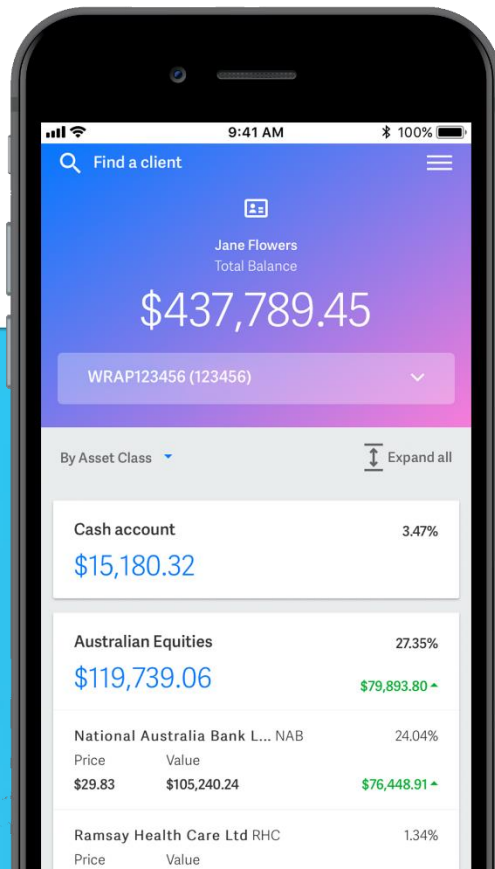 9:41 AM 100%
Find a client
Jane Flowers
Total Balance
$437,789.45
WRAP123456 (123456)
By Asset Class Expand all
Cash account 3.47%
$15,180.32
Australian Equities 27.35%
$119,739.06 $79,893.80
National Australia Bank L... NAB 24.04%
Price Value
$29.83 $105,240.24 $76,448.91
Ramsay Health Care Ltd RHC 1.34%
Price Value